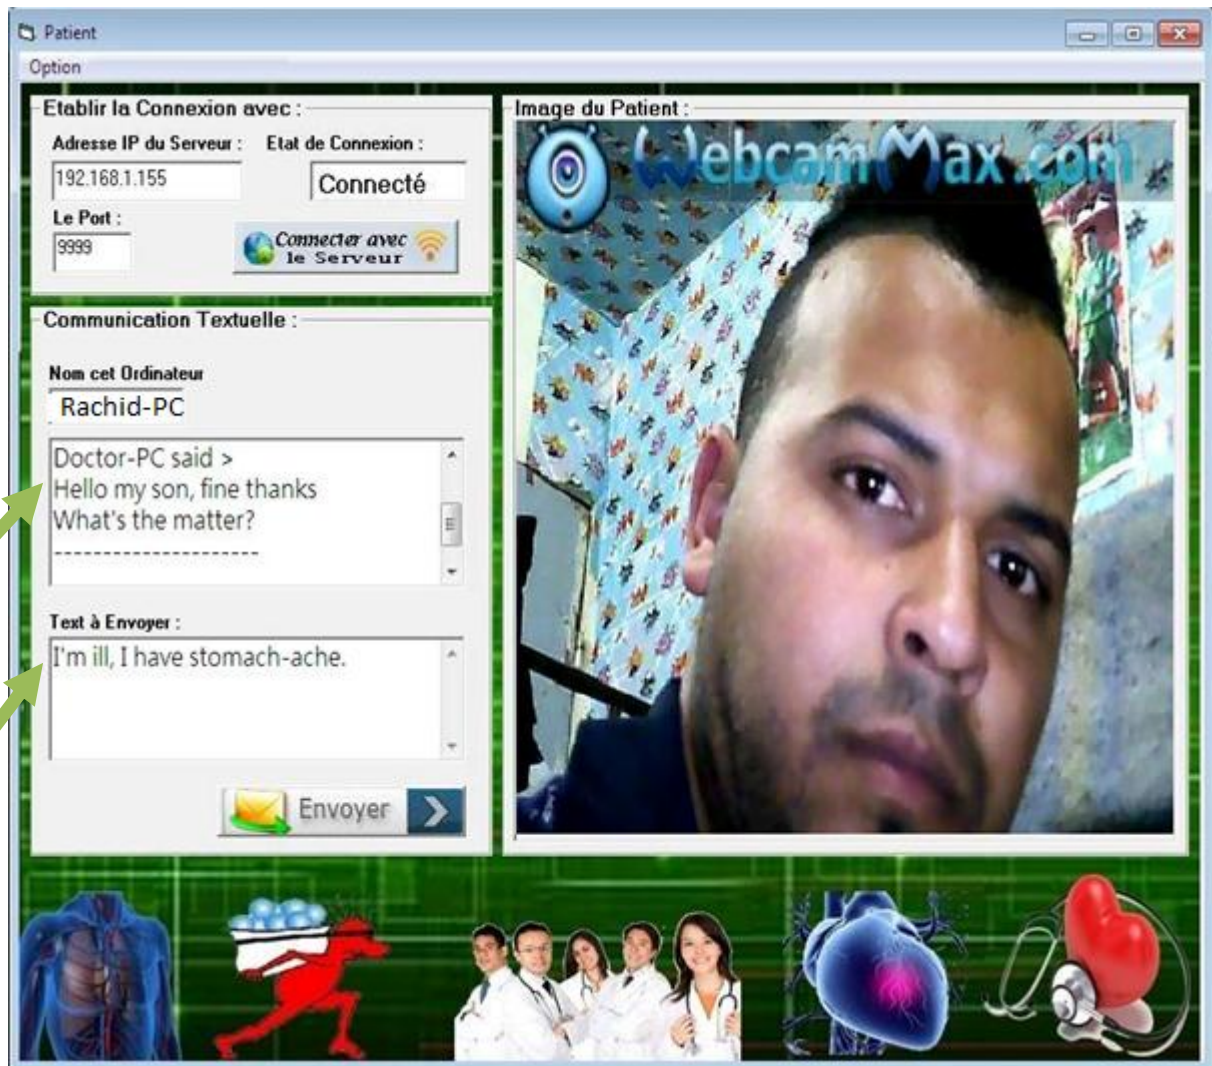 Patient
Option
Etablir la Connexion avec :
Adresse IP du Serveur :
Etat de Connexion :
192.168.1.155
Connecté
Le Port :
9999
Connecter avec
le Serveur
Communication Textuelle :
Nom cet Ordinateur
Rachid-PC
Doctor-PC said >
Hello my son, fine thanks
What's the matter?
---------------------
Text à Envoyer :
I'm ill, I have stomach-ache.
Envoyer
Image du Patient :
WebcamMax.com